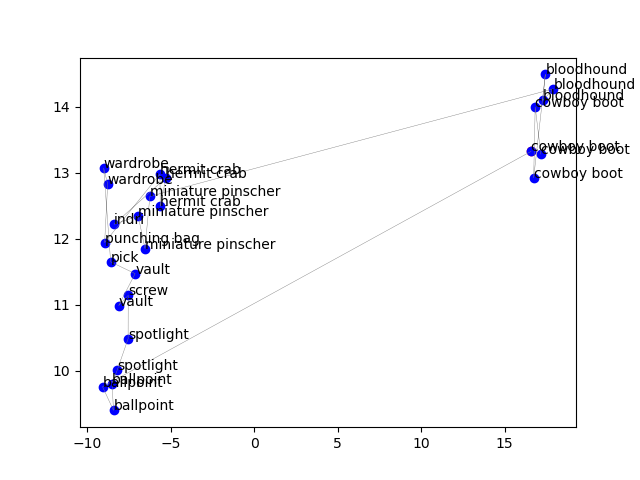 bloodhound
bloodhound
bloodhound
cowboy boot
cowboy boot
cowboy boot
cowboy boot
wardrobe
hermit crab
hermit crab
wardrobe
miniature pinscher
hermit crab
miniature pinscher
indri
punching bag
miniature pinscher
pick
vault
screw
vault
spotlight
spotlight
ballpoint
ballpoint
ballpoint
14
13
12
11
10
−10
−5
0
5
10
15